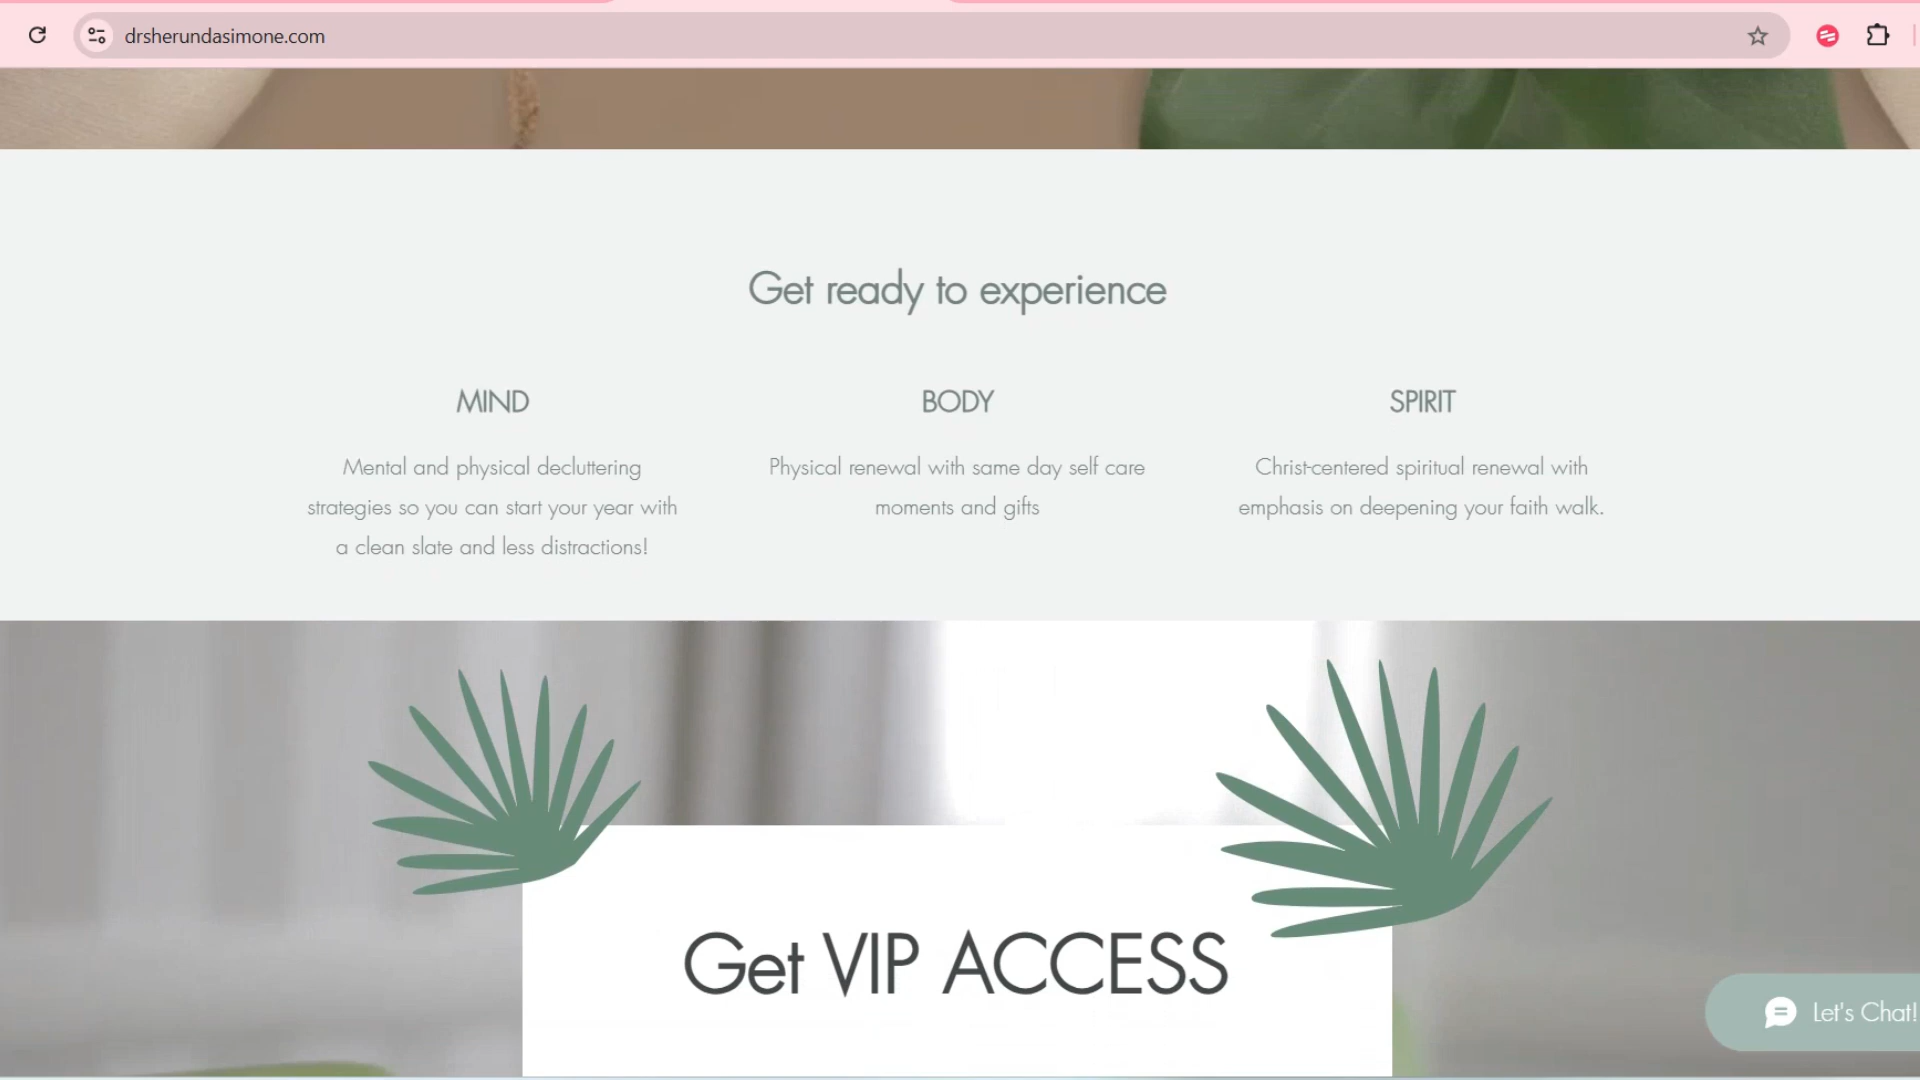 drsherundasimone.com
Get ready to experience
MIND
Mental and physical decluttering
strategies so you can start your year with
a clean slate and less distractions!
BODY
Physical renewal with same day self care
moments and gifts
SPIRIT
Christ-centered spiritual renewal with
emphasis on deepening your faith walk.
Get VIP ACCESS
Let's Chat!